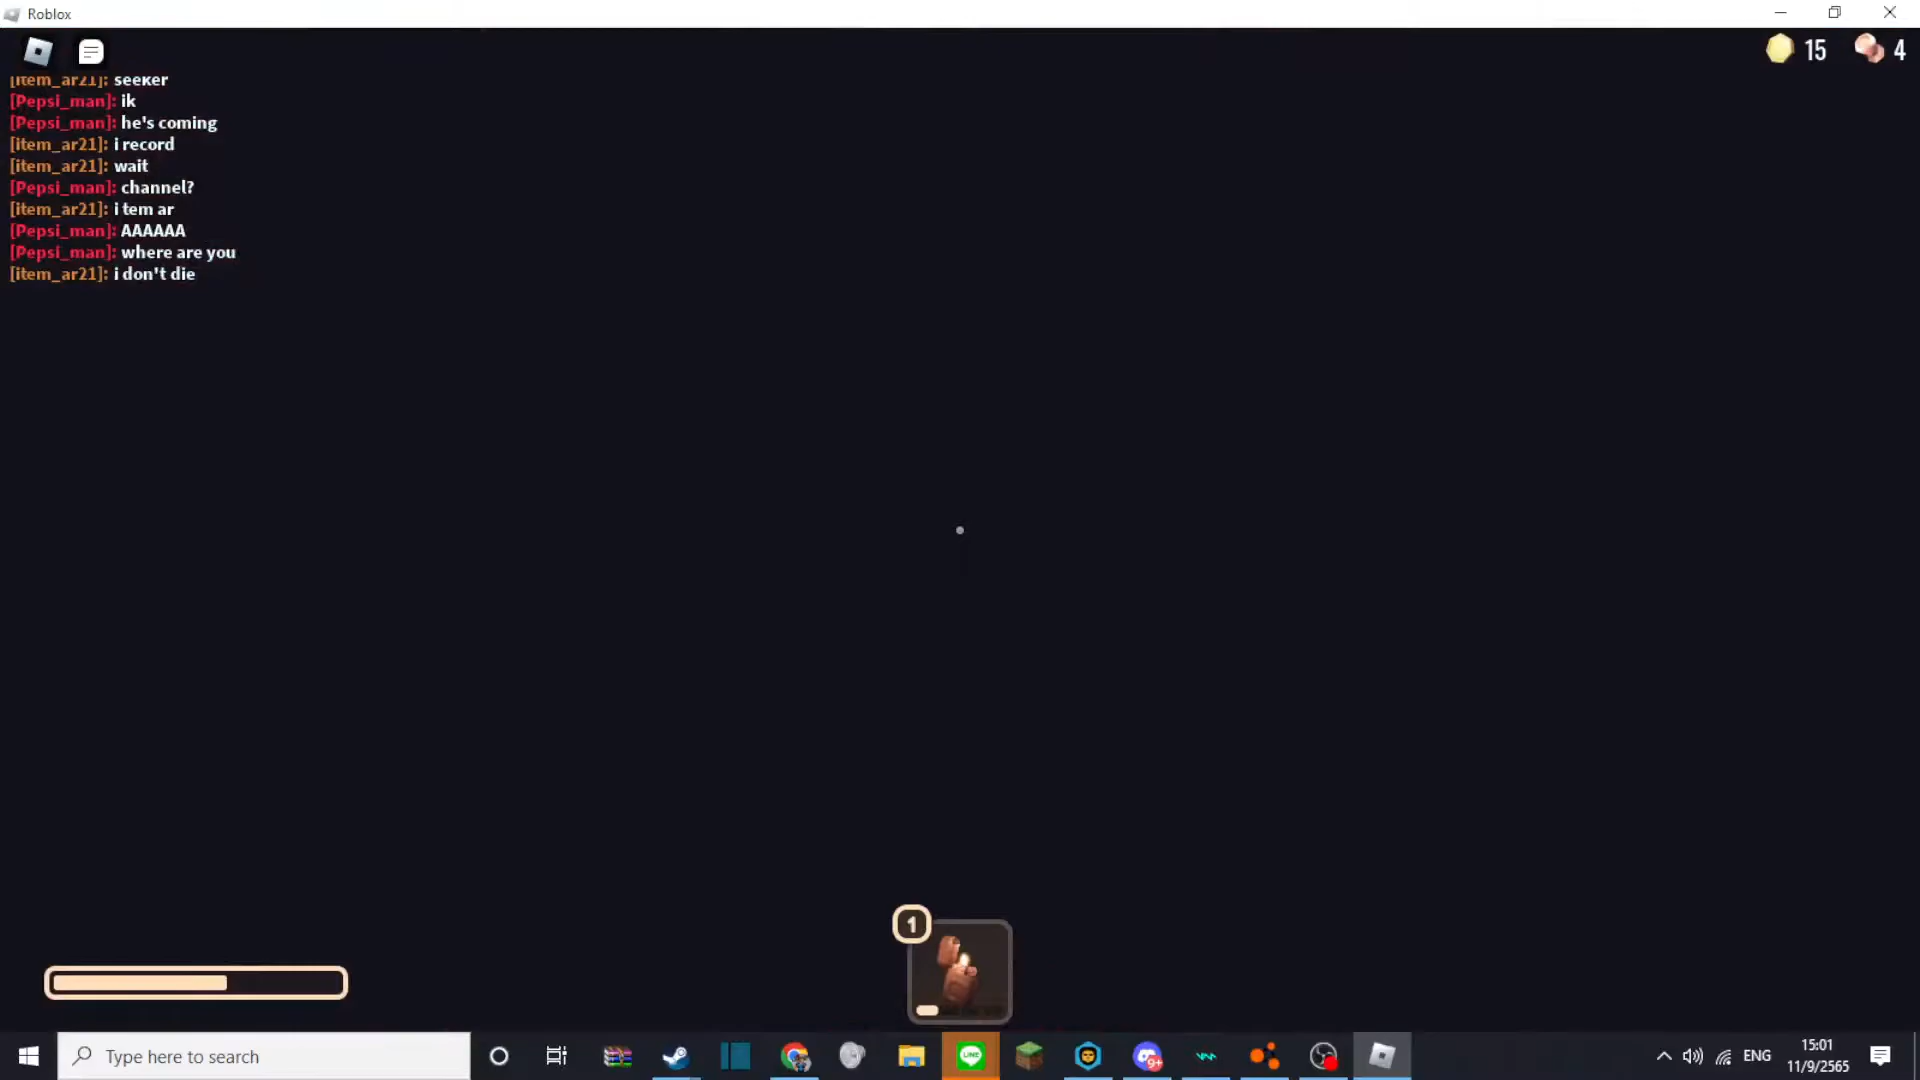 Roblox
15
4
[item_ar21]: seeker
[Pepsi_man]: ik
[Pepsi_man]: he's coming
[item_ar21]: i record
[item_ar21]: wait
[Pepsi_man]: channel?
[item_ar21]: i tem ar
[Pepsi_man]: AAAAAA
[Pepsi_man]: where are you
[item_ar21]: i don't die
1
Type here to search
LINE
9+
ENG
15:01
11/9/2565